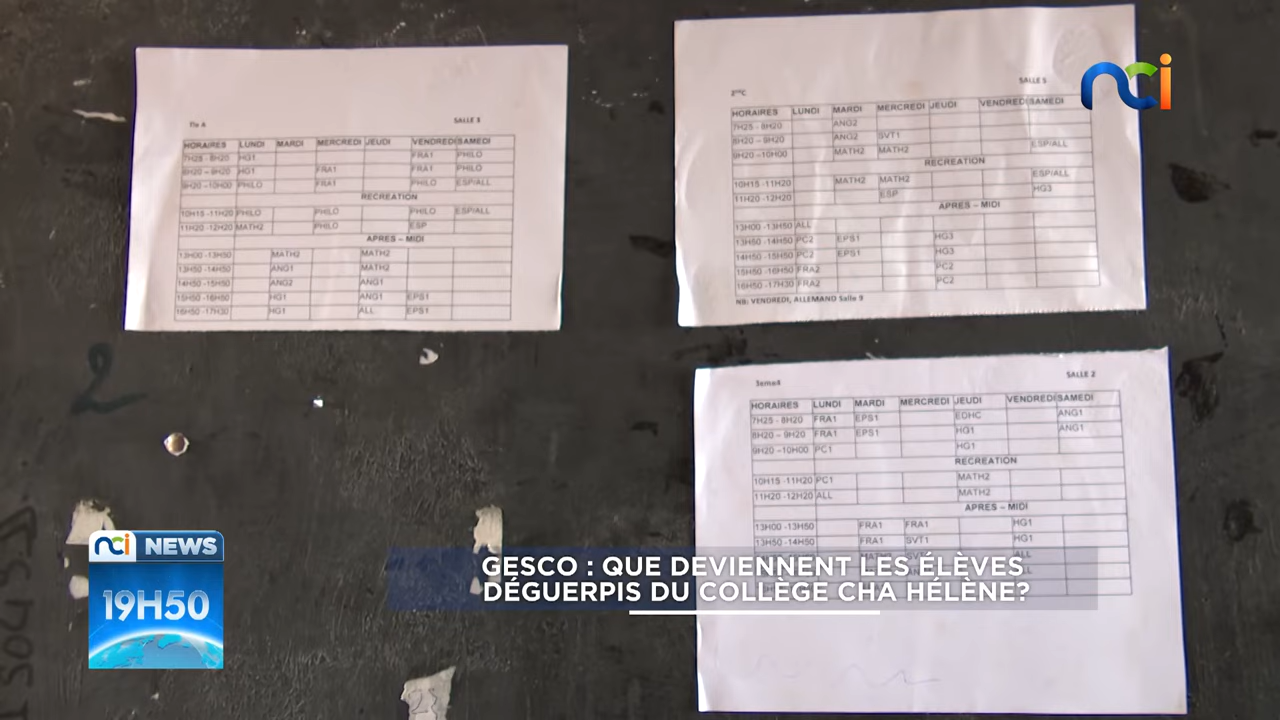 Tle A SALLE 3
HORAIRES LUNDI MARDI MERCREDI JEUDI VENDREDI SAMEDI
7H25 - 8H20 HG1 FRA1 PHILO
8H20 – 9H20 HG1 FRA1 FRA1 PHILO
9H20 –10H00 PHILO FRA1 PHILO ESP/ALL
RECREATION
10H15 -11H20 PHILO PHILO PHILO ESP/ALL
11H20 -12H20 MATH2 PHILO ESP
APRES – MIDI
13H00 -13H50 MATH2 MATH2
13H50 -14H50 ANG1 MATH2
14H50 -15H50 ANG2 ANG1
15H50 -16H50 HG1 ANG1 EPS1
16H50 -17H30 HG1 ALL EPS1
SALLE 5
2ⁿᵈᵉC
HORAIRES LUNDI MARDI MERCREDI JEUDI VENDREDI SAMEDI
7H25 - 8H20 ANG2
8H20 – 9H20 ANG2 SVT1
9H20 –10H00 MATH2 MATH2 ESP/ALL
RECREATION
10H15 -11H20 MATH2 MATH2 ESP/ALL
11H20 -12H20 ESP HG3
APRES – MIDI
13H00 -13H50 ALL
13H50 -14H50 PC2 EPS1 HG3
14H50 -15H50 PC2 EPS1 HG3
15H50 -16H50 FRA2 PC2
16H50 -17H30 FRA2 PC2
NB: VENDREDI, ALLEMAND Salle 9
nci
3eme4 SALLE 2
HORAIRES LUNDI MARDI MERCREDI JEUDI VENDREDI SAMEDI
7H25 - 8H20 FRA1 EPS1 EDHC ANG1
8H20 – 9H20 FRA1 EPS1 HG1 ANG1
9H20 –10H00 PC1 HG1
RECREATION
10H15 -11H20 PC1 MATH2
11H20 -12H20 ALL MATH2
APRES – MIDI
13H00 -13H50 FRA1 FRA1 HG1
13H50 -14H50 FRA1 SVT1 HG1
ALL
2
23
nci NEWS
19H50
GESCO : QUE DEVIENNENT LES ÉLÈVES
DÉGUERPIS DU COLLÈGE CHA HÉLÈNE?